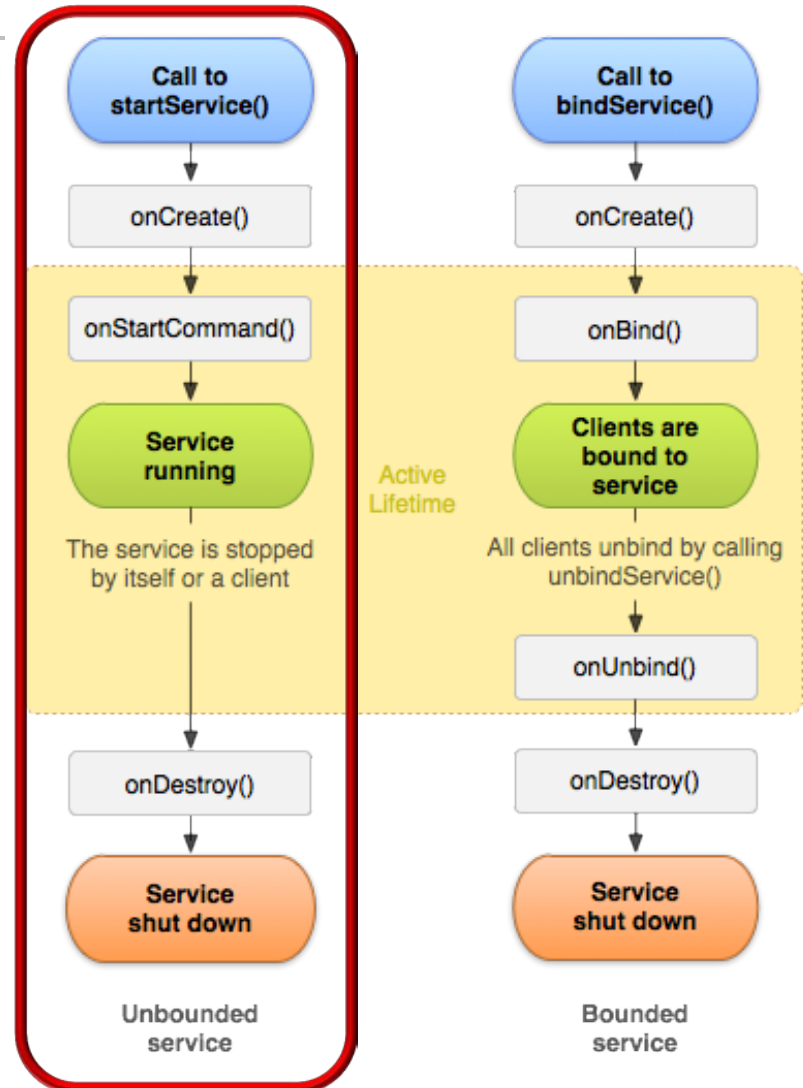 Call to
startService()
onCreate()
onStartCommand()
Service
running
The service is stopped
by itself or a client
onDestroy()
Service
shut down
Unbounded
service
Active
Lifetime
Call to
bindService()
onCreate()
onBind()
Clients are
bound to
service
All clients unbind by calling
unbindService()
onUnbind()
onDestroy()
Service
shut down
Bounded
service